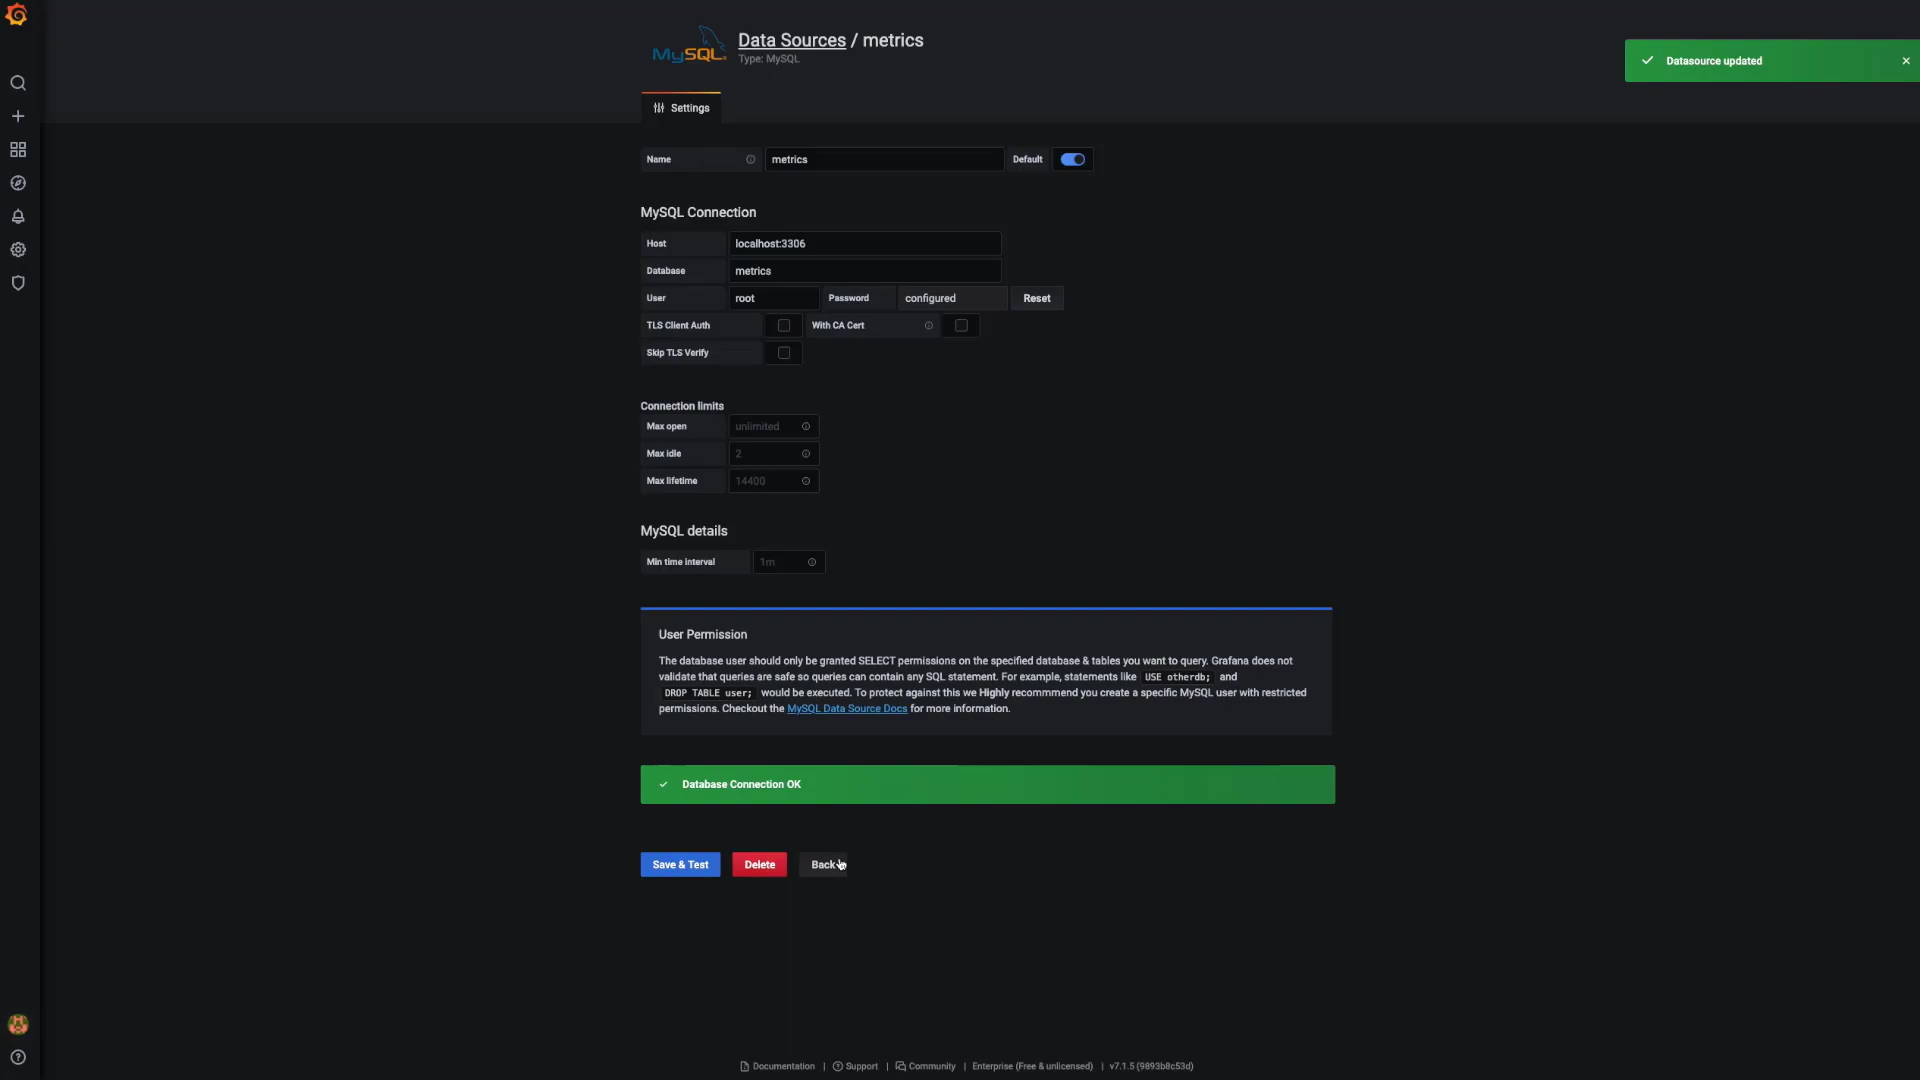 MySQL
Data Sources / metrics
Type: MySQL
Datasource updated
Settings
Name metrics Default
MySQL Connection
Host localhost:3306
Database metrics
User root Password configured Reset
TLS Client Auth With CA Cert
Skip TLS Verify
Connection limits
Max open unlimited
Max idle 2
Max lifetime 14400
MySQL details
Min time interval 1m
User Permission
The database user should only be granted SELECT permissions on the specified database & tables you want to query. Grafana does not
validate that queries are safe so queries can contain any SQL statement. For example, statements like USE otherdb; and
DROP TABLE user; would be executed. To protect against this we Highly recommmend you create a specific MySQL user with restricted
permissions. Checkout the MySQL Data Source Docs for more information.
Database Connection OK
Save & Test Delete Back
Documentation | Support | Community | Enterprise (Free & unlicensed) | v7.1.5 (9893b8c53d)